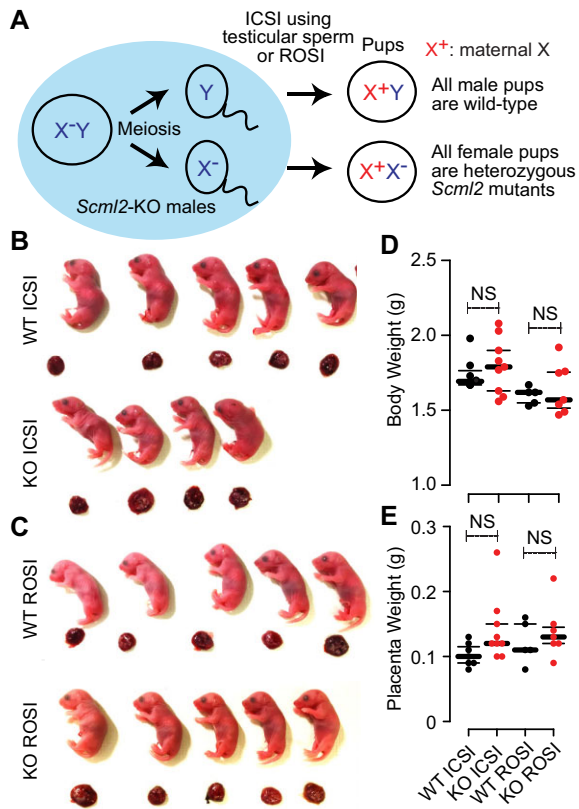 A
ICSI using
testicular sperm
or ROSI
Pups
X+: maternal X
X-Y
Meiosis
Y
X+Y
All male pups
are wild-type
X-
X+X-
All female pups
are heterozygous
Scml2 mutants
Scml2-KO males
B
WT ICSI
KO ICSI
C
WT ROSI
KO ROSI
D
Body Weight (g)
2.5
2.0
1.5
1.0
NS
NS
E
Placenta Weight (g)
0.3
0.2
0.1
0
NS
NS
WT ICSI
KO ICSI
WT ROSI
KO ROSI